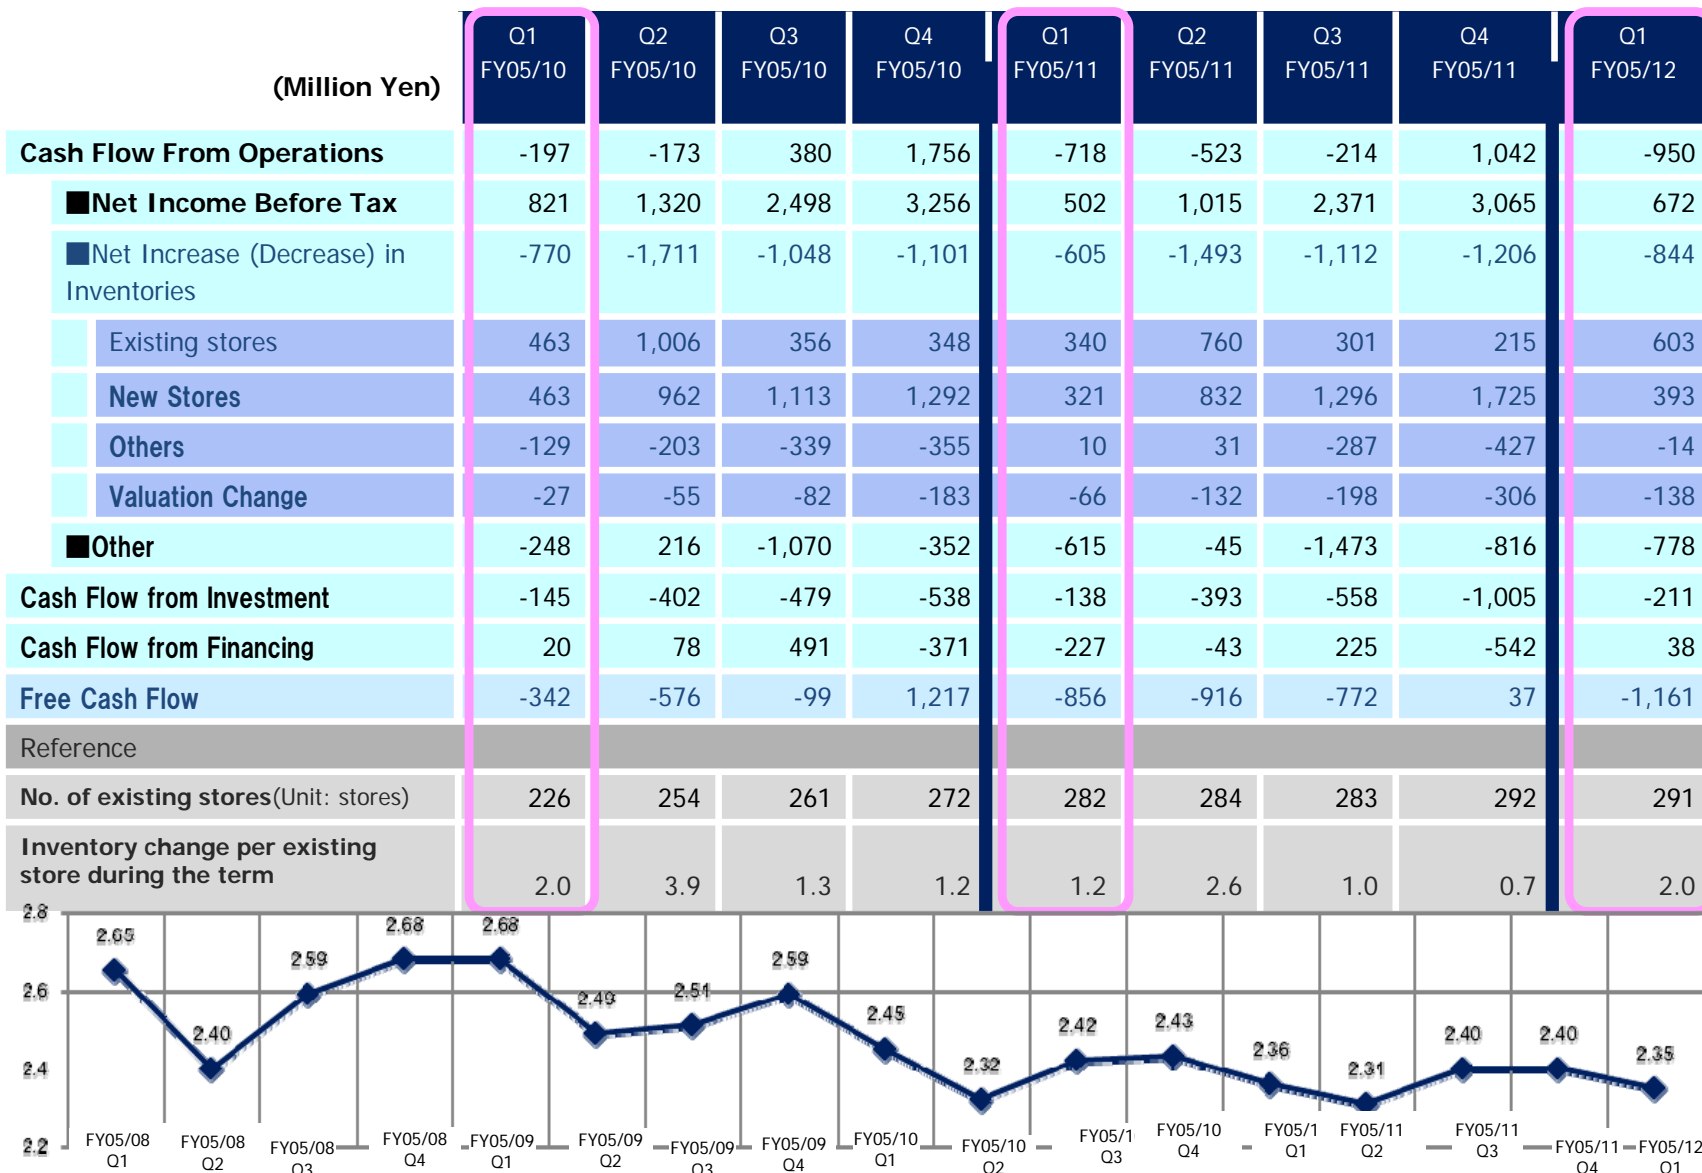 (Million Yen) Q1 FY05/10 Q2 FY05/10 Q3 FY05/10 Q4 FY05/10 Q1 FY05/11 Q2 FY05/11 Q3 FY05/11 Q4 FY05/11 Q1 FY05/12
Cash Flow From Operations -197 -173 380 1,756 -718 -523 -214 1,042 -950
■Net Income Before Tax 821 1,320 2,498 3,256 502 1,015 2,371 3,065 672
■Net Increase (Decrease) in -770 -1,711 -1,048 -1,101 -605 -1,493 -1,112 -1,206 -844
Inventories
Existing stores 463 1,006 356 348 340 760 301 215 603
New Stores 463 962 1,113 1,292 321 832 1,296 1,725 393
Others -129 -203 -339 -355 10 31 -287 -427 -14
Valuation Change -27 -55 -82 -183 -66 -132 -198 -306 -138
■Other -248 216 -1,070 -352 -615 -45 -1,473 -816 -778
Cash Flow from Investment -145 -402 -479 -538 -138 -393 -558 -1,005 -211
Cash Flow from Financing 20 78 491 -371 -227 -43 225 -542 38
Free Cash Flow -342 -576 -99 1,217 -856 -916 -772 37 -1,161
Reference
No. of existing stores(Unit: stores) 226 254 261 272 282 284 283 292 291
Inventory change per existing
store during the term 2.0 3.9 1.3 1.2 1.2 2.6 1.0 0.7 2.0
2.8
2.6
2.4
2.2
2.65 2.40 2.59 2.68 2.68 2.49 2.51 2.59 2.45 2.32 2.42 2.43 2.36 2.31 2.40 2.40 2.35
FY05/08 FY05/08 FY05/08 FY05/08 FY05/09 FY05/09 FY05/09 FY05/09 FY05/10 FY05/10 FY05/1 FY05/10 FY05/1 FY05/11 FY05/11 FY05/11 FY05/12
Q1 Q2 Q3 Q4 Q1 Q2 Q3 Q4 Q1 Q2 Q3 Q4 Q1 Q2 Q3 Q4 Q1